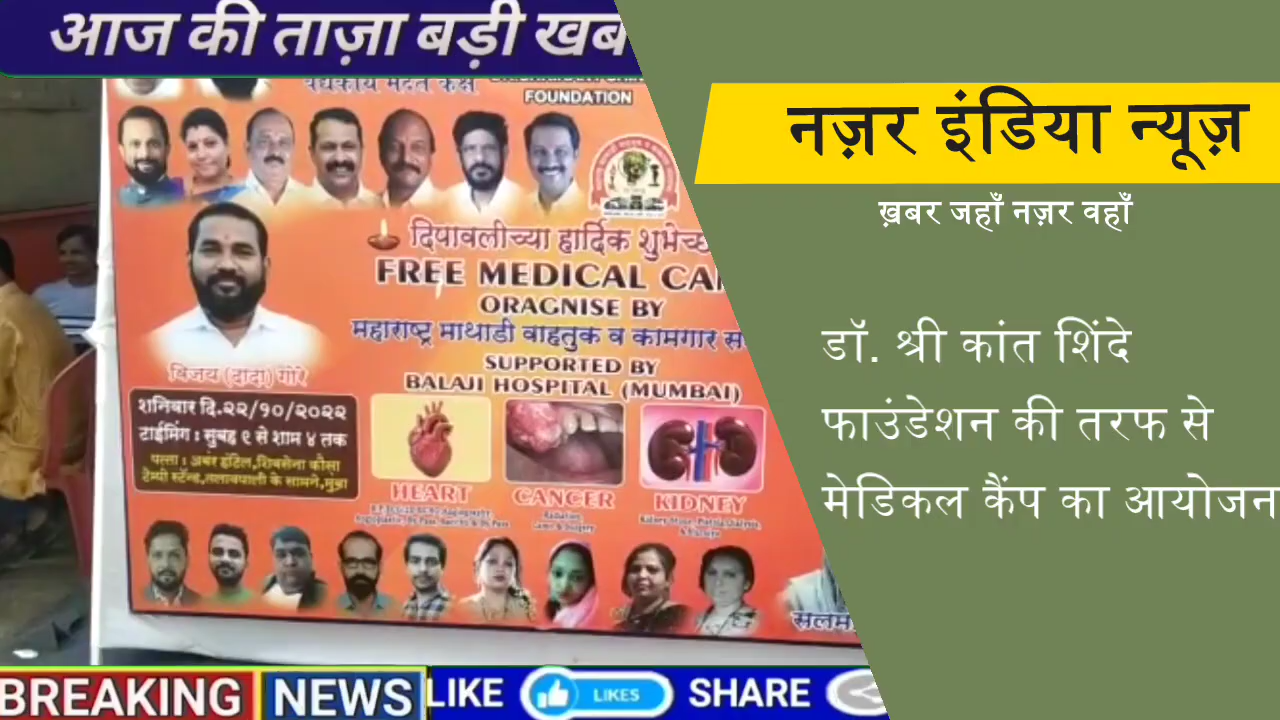 आज की ताज़ा बड़ी खब
FOUNDATION
दिपावलीच्या हार्दिक शुभेच्छ
FREE MEDICAL CAM
ORAGNISE BY
महाराष्ट्र माथाडी वाहतुक व कामगार
SUPPORTED BY
BALAJI HOSPITAL (MUMBAI)
विजय (दादा) गोरे
शनिवार दि.२२/१०/२०२२
टाईमिंग : सुबह ९ से शाम ४ तक
HEART
CANCER
KIDNEY
BREAKING NEWS
LIKE
LIKES
SHARE
नज़र इंडिया न्यूज़
ख़बर जहाँ नज़र वहाँ
डॉ. श्री कांत शिंदे
फाउंडेशन की तरफ से
मेडिकल कैंप का आयोजन